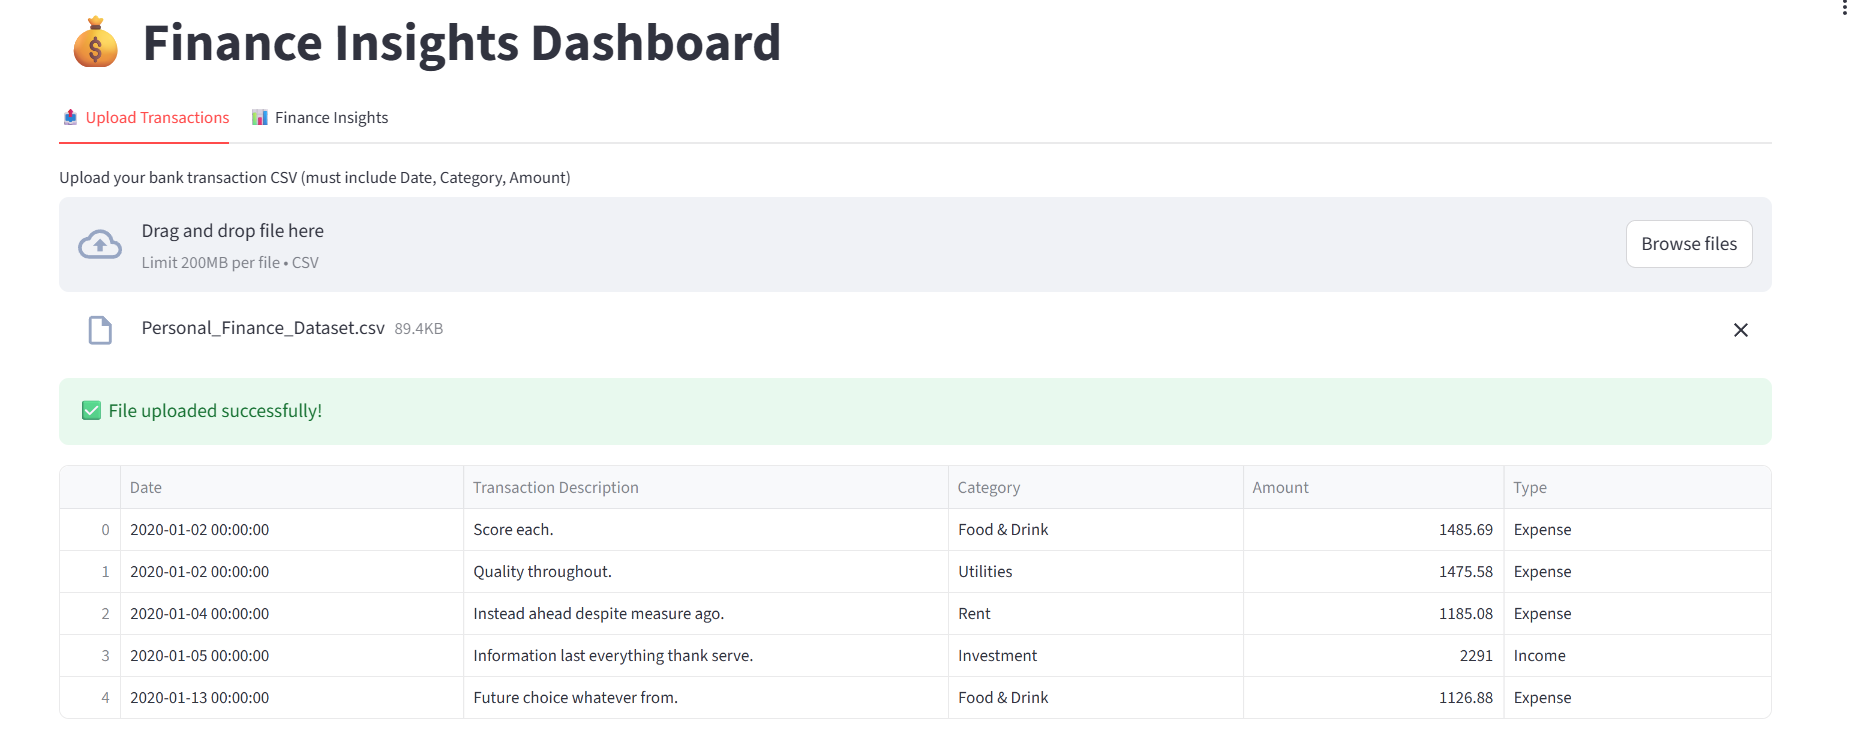 Finance Insights Dashboard
Upload Transactions Finance Insights
Upload your bank transaction CSV (must include Date, Category, Amount)
Drag and drop file here
Limit 200MB per file • CSV
Browse files
Personal_Finance_Dataset.csv 89.4KB
File uploaded successfully!
Date Transaction Description Category Amount Type
0 2020-01-02 00:00:00 Score each. Food & Drink 1485.69 Expense
1 2020-01-02 00:00:00 Quality throughout. Utilities 1475.58 Expense
2 2020-01-04 00:00:00 Instead ahead despite measure ago. Rent 1185.08 Expense
3 2020-01-05 00:00:00 Information last everything thank serve. Investment 2291 Income
4 2020-01-13 00:00:00 Future choice whatever from. Food & Drink 1126.88 Expense